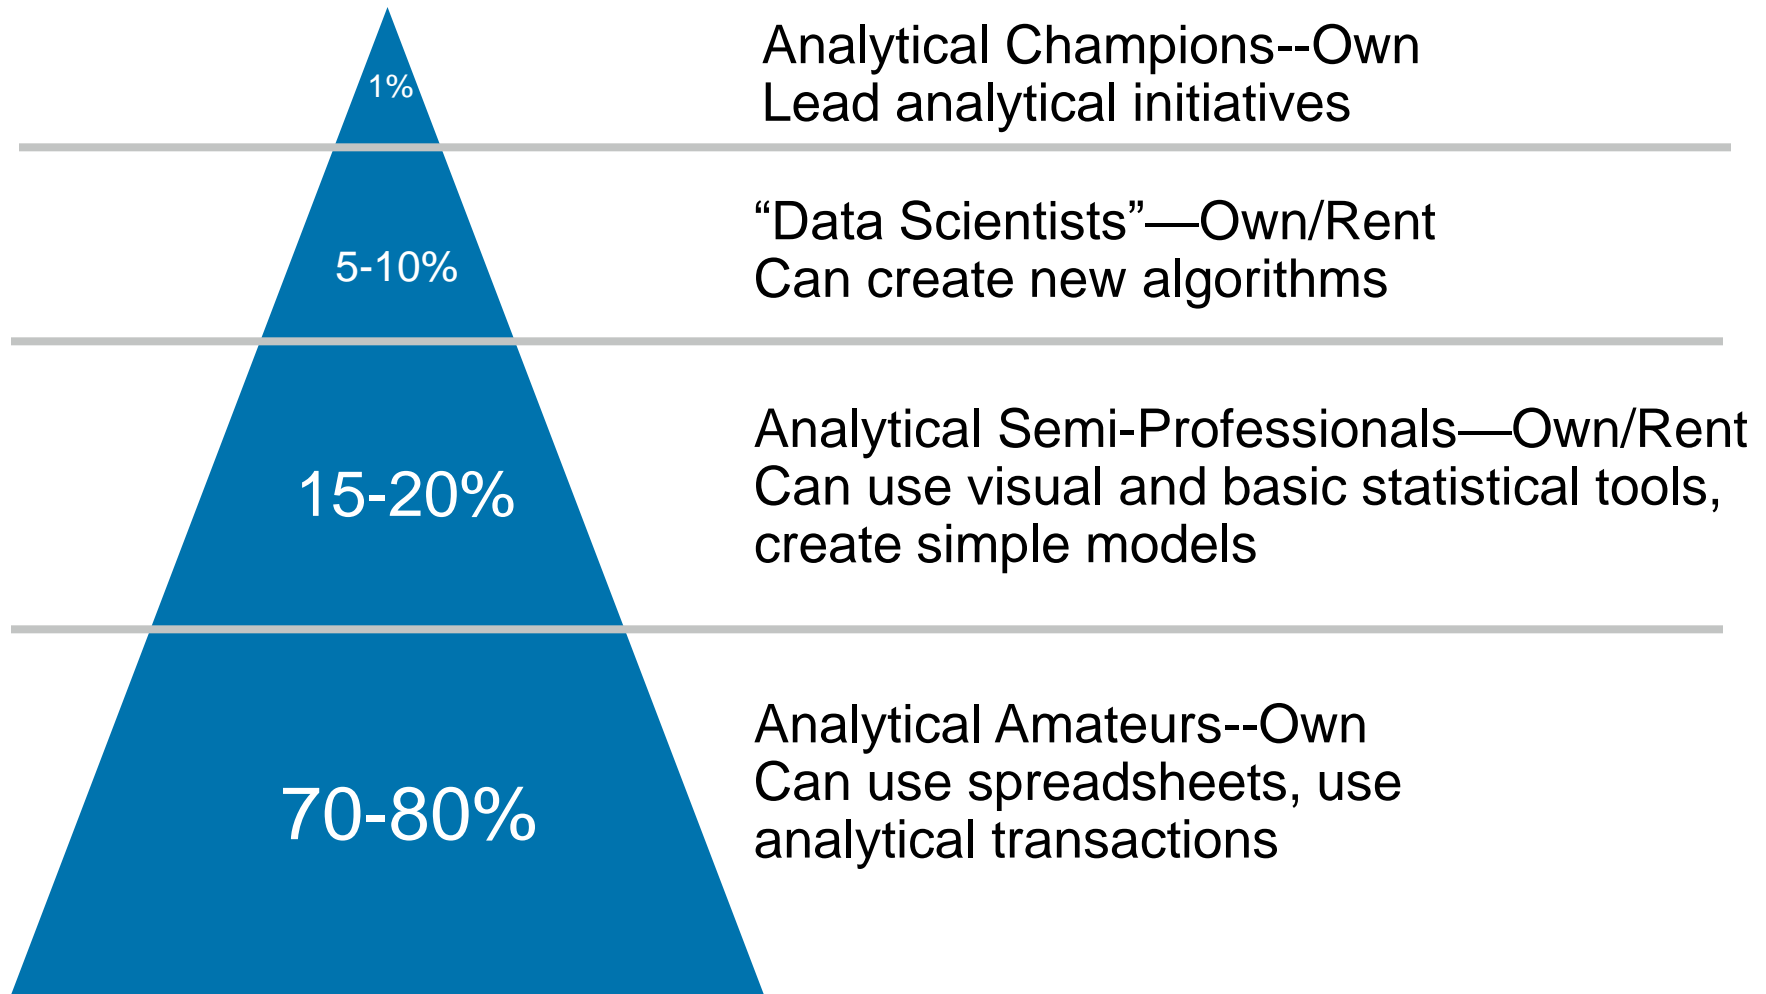 1%
Analytical Champions--Own
Lead analytical initiatives
5-10%
“Data Scientists”—Own/Rent
Can create new algorithms
15-20%
Analytical Semi-Professionals—Own/Rent
Can use visual and basic statistical tools,
create simple models
70-80%
Analytical Amateurs--Own
Can use spreadsheets, use
analytical transactions